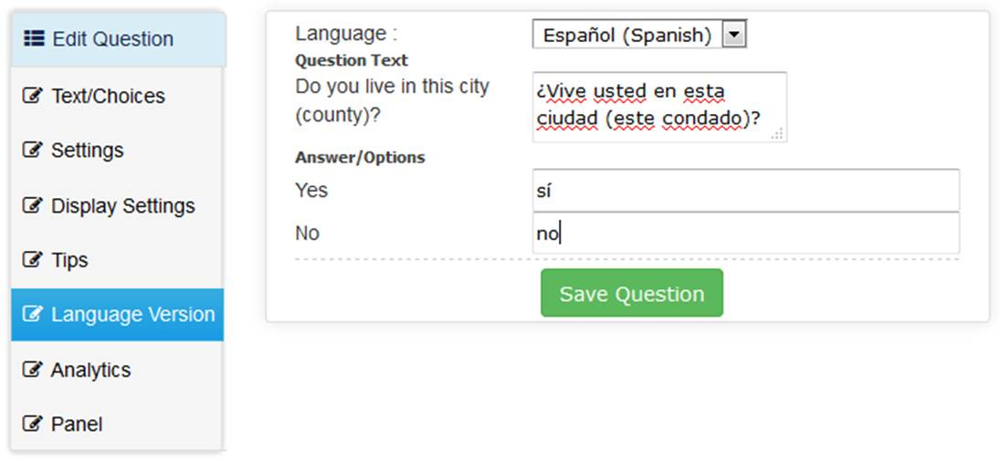 Edit Question
Text/Choices
Settings
Display Settings
Tips
Language Version
Analytics
Panel
Language : Español (Spanish)
Question Text
Do you live in this city
(county)?
¿Vive usted en esta
ciudad (este condado)?
Answer/Options
Yes sí
No no
Save Question